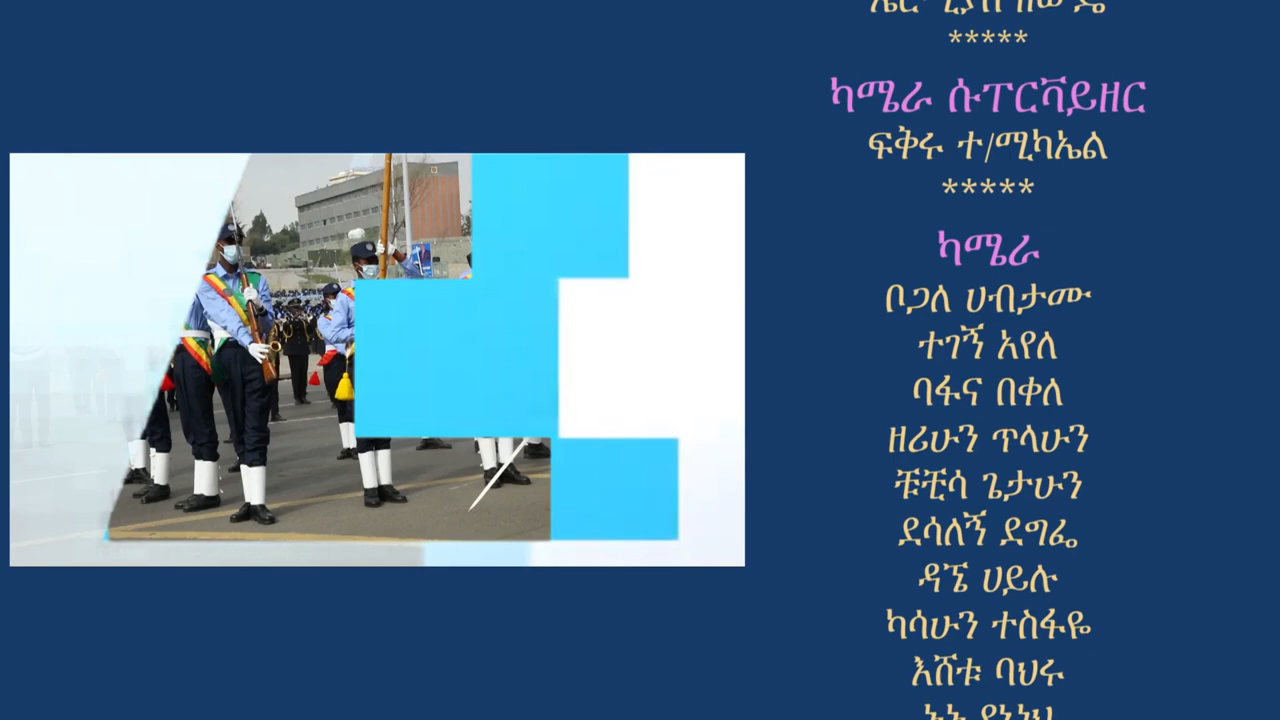 *****
ካሜራ ሱፐርቫይዘር
ፍቅሩ ተ/ሚካኤል
*****
ካሜራ
ቦጋለ ሀብታሙ
ተገኝ አየለ
ባፋና በቀለ
ዘሪሁን ጥላሁን
ቹቺሳ ጌታሁን
ደሳለኝ ደግፌ
ዳኜ ሀይሉ
ካሳሁን ተስፋዬ
እሸቱ ባህሩ